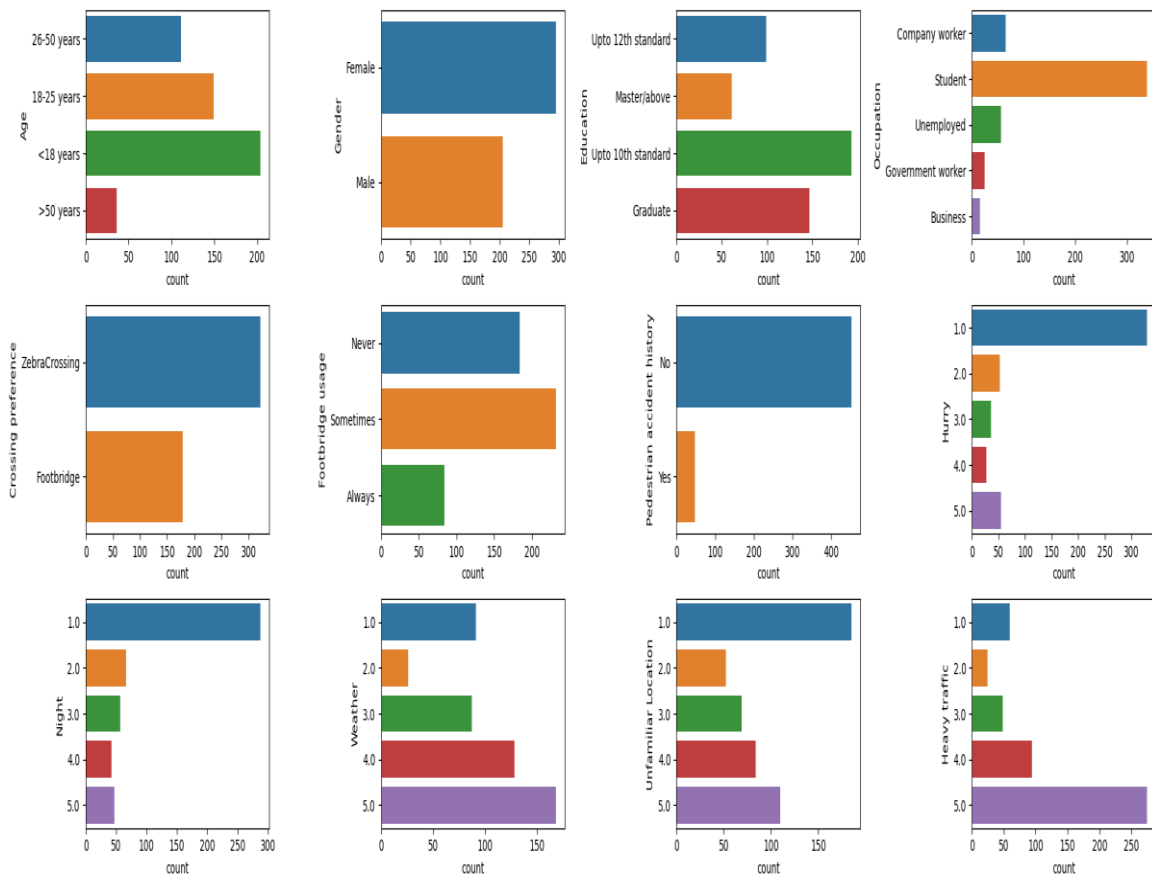 Age
26-50 years
18-25 years
<18 years
>50 years
0 50 100 150 200
count
Gender
Female
Male
0 50 100 150 200 250 300
count
Education
Upto 12th standard
Master/above
Upto 10th standard
Graduate
0 50 100 150 200
count
Occupation
Company worker
Student
Unemployed
Government worker
Business
0 100 200 300
count
Crossing preference
ZebraCrossing
Footbridge
0 50 100 150 200 250 300
count
Footbridge usage
Never
Sometimes
Always
0 50 100 150 200
count
Pedestrian accident history
No
Yes
0 100 200 300 400
count
Hurry
1.0
2.0
3.0
4.0
5.0
0 50 100 150 200 250 300
count
Night
1.0
2.0
3.0
4.0
5.0
0 50 100 150 200 250 300
count
Weather
1.0
2.0
3.0
4.0
5.0
0 50 100 150
count
Unfamiliar Location
1.0
2.0
3.0
4.0
5.0
0 50 100 150
count
Heavy traffic
1.0
2.0
3.0
4.0
5.0
0 50 100 150 200 250
count